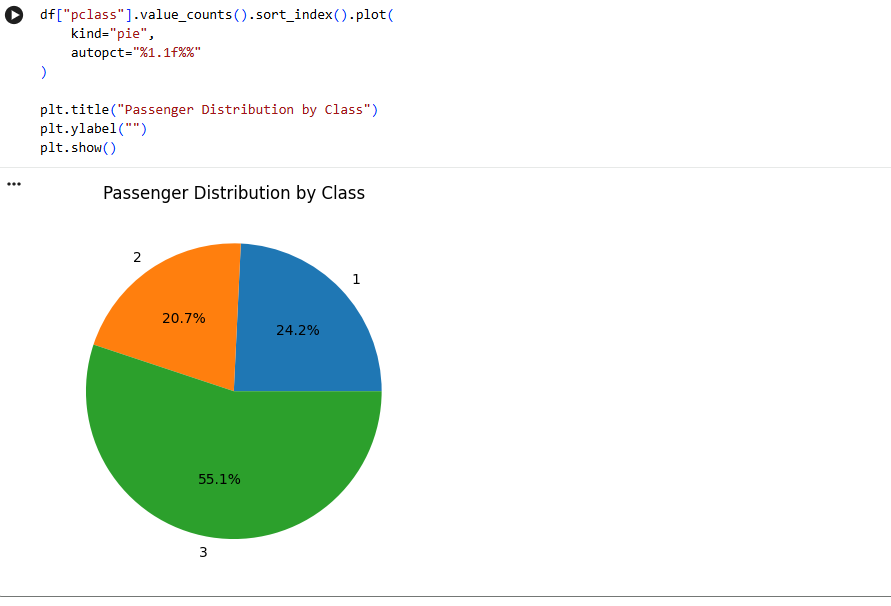 df["pclass"].value_counts().sort_index().plot(
    kind="pie",
    autopct="%1.1f%%"
)
plt.title("Passenger Distribution by Class")
plt.ylabel("")
plt.show()
Passenger Distribution by Class
2
1
20.7%
24.2%
55.1%
3